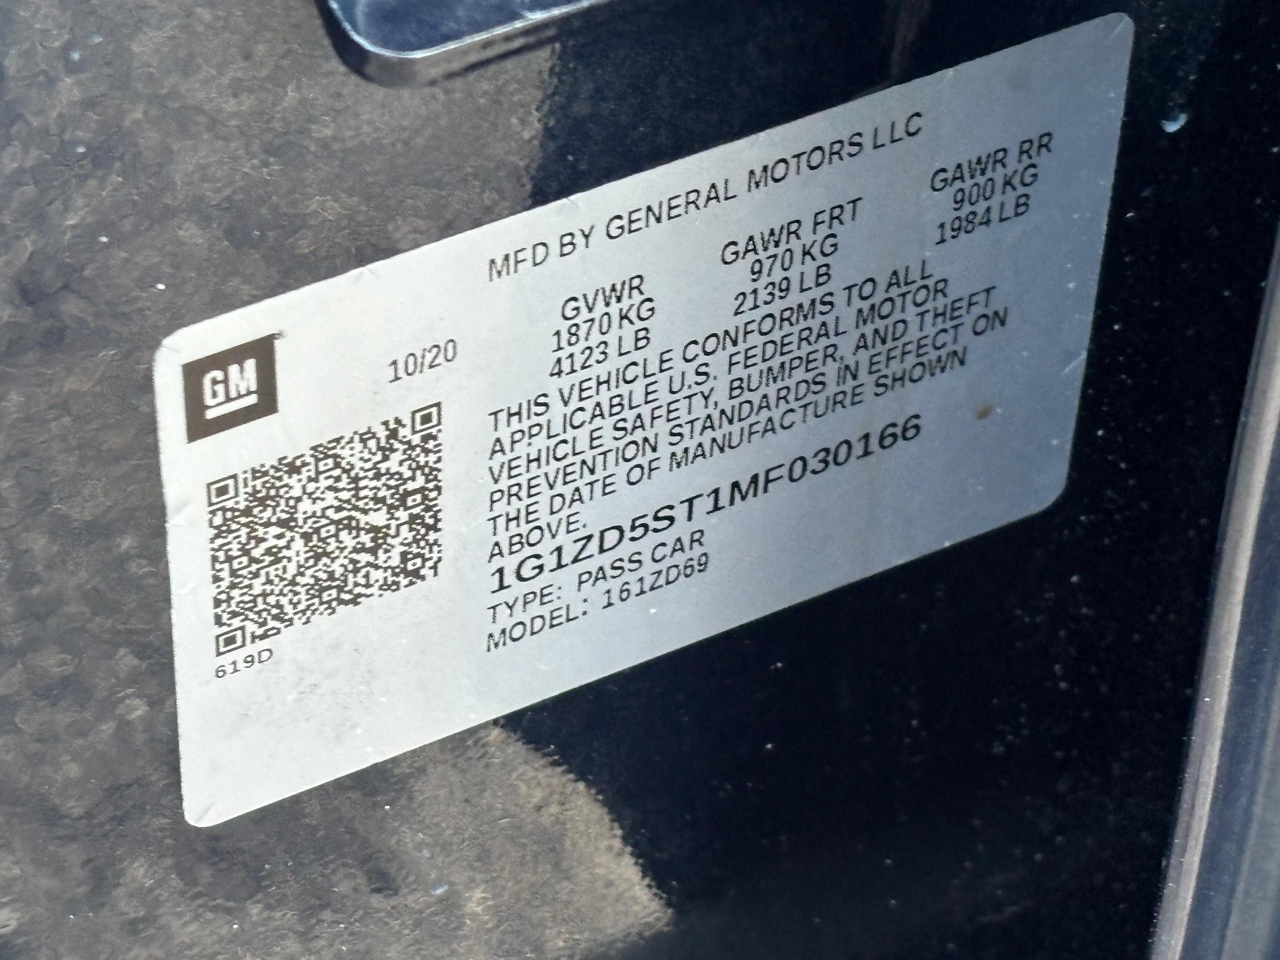 MFD BY GENERAL MOTORS LLC
GM
10/20
GVWR GAWR FRT GAWR RR
1870 KG 970 KG 900 KG
4123 LB 2139 LB 1984 LB
THIS VEHICLE CONFORMS TO ALL
APPLICABLE U.S. FEDERAL MOTOR
VEHICLE SAFETY, BUMPER, AND THEFT
PREVENTION STANDARDS IN EFFECT ON
THE DATE OF MANUFACTURE SHOWN
ABOVE.
1G1ZD5ST1MF030166
TYPE: PASS CAR
MODEL: 161ZD69
619D